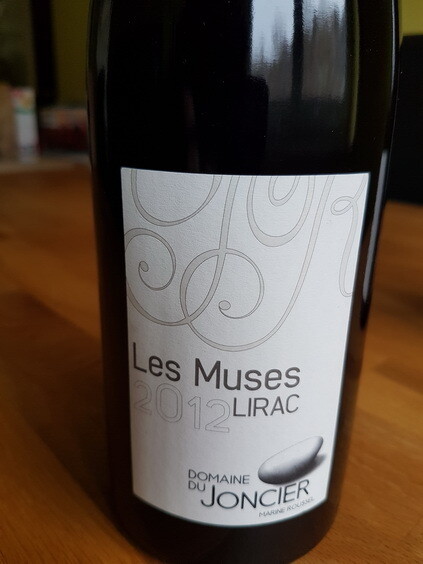 Les Muses
2012 LIRAC
DOMAINE
DU JONCIER
MARINE ROUSSEL